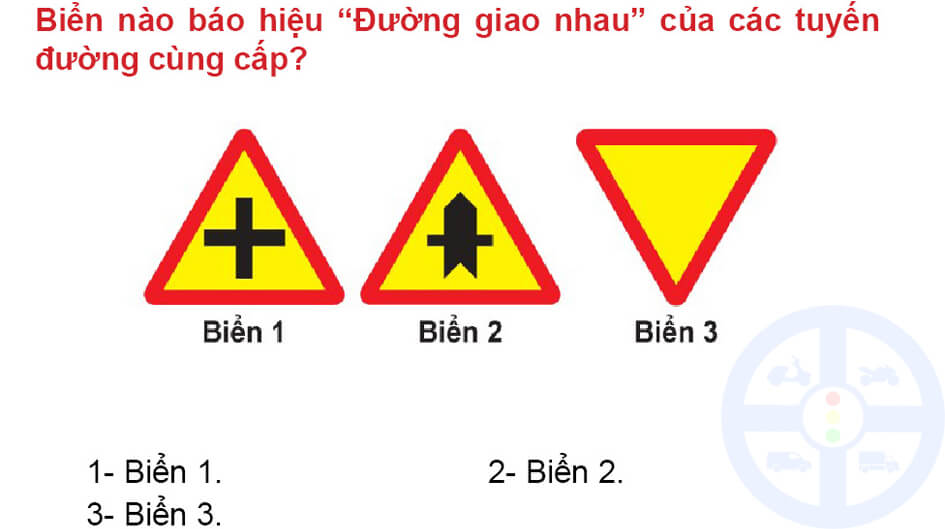 Biển nào báo hiệu “Đường giao nhau” của các tuyến
đường cùng cấp?
Biển 1 Biển 2 Biển 3
1- Biển 1. 2- Biển 2.
3- Biển 3.